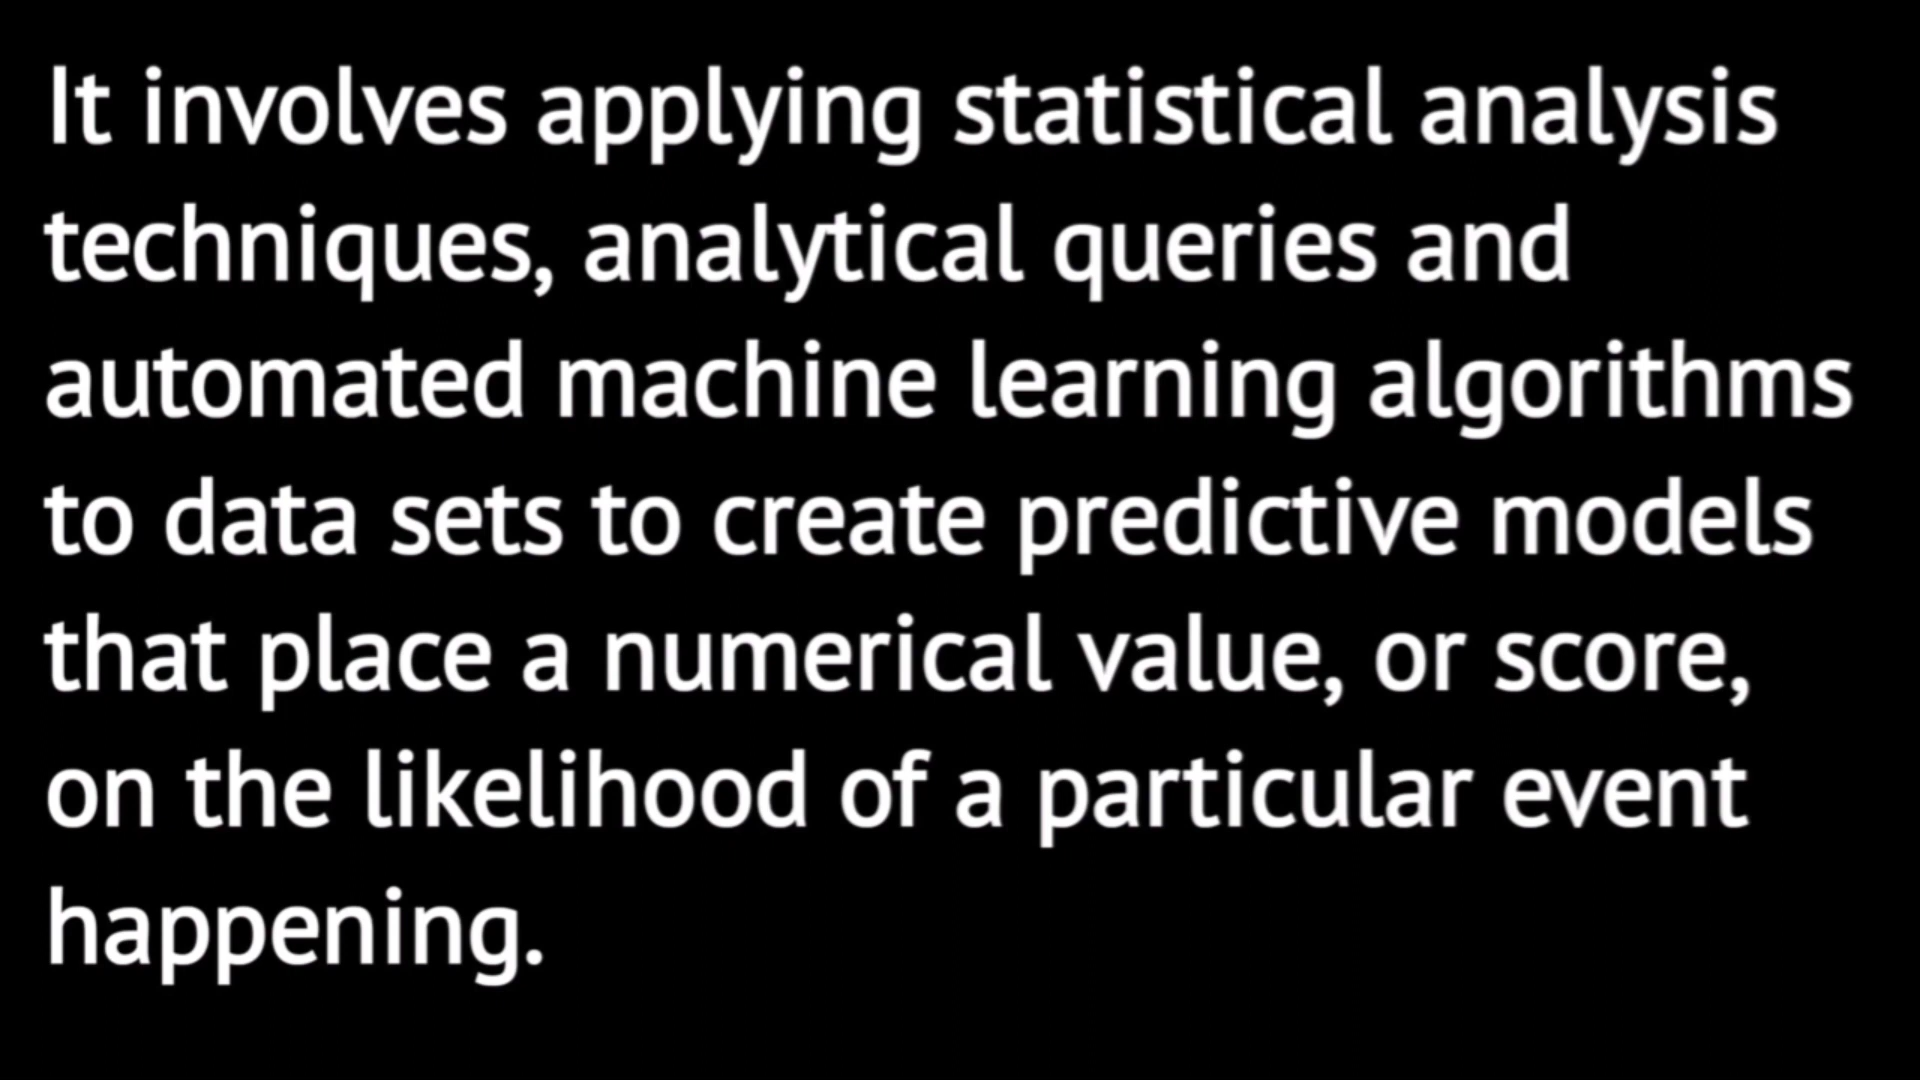 It involves applying statistical analysis
techniques, analytical queries and
automated machine learning algorithms
to data sets to create predictive models
that place a numerical value, or score,
on the likelihood of a particular event
happening.